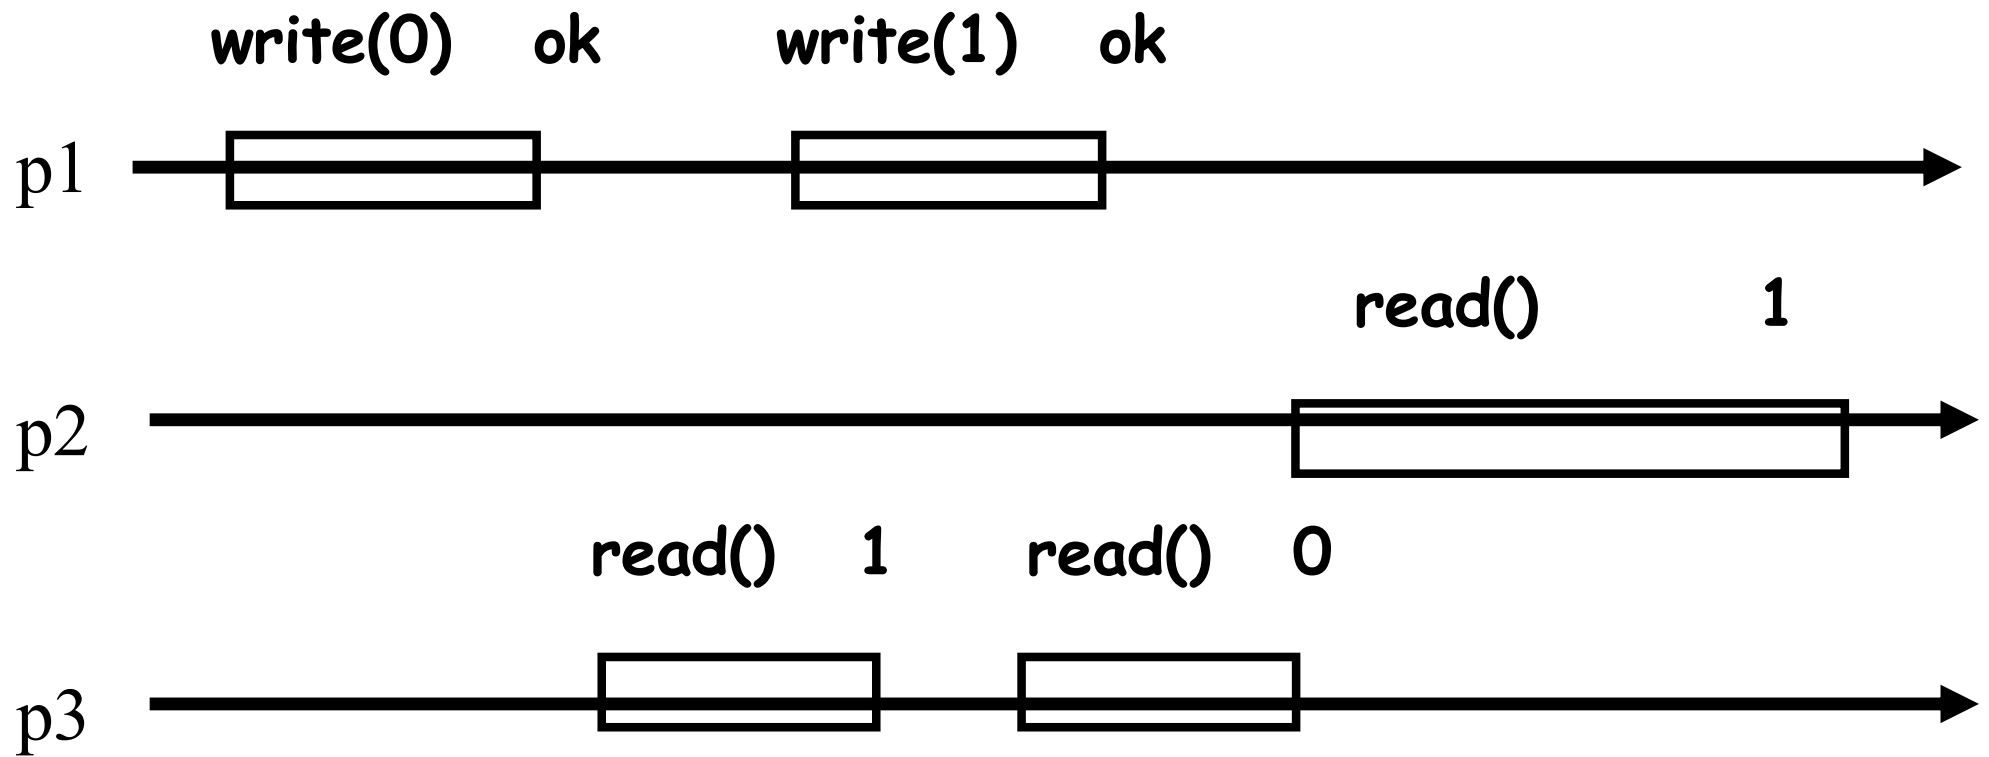 write(0) ok write(1) ok
p1
read() 1
p2
read() 1 read() 0
p3